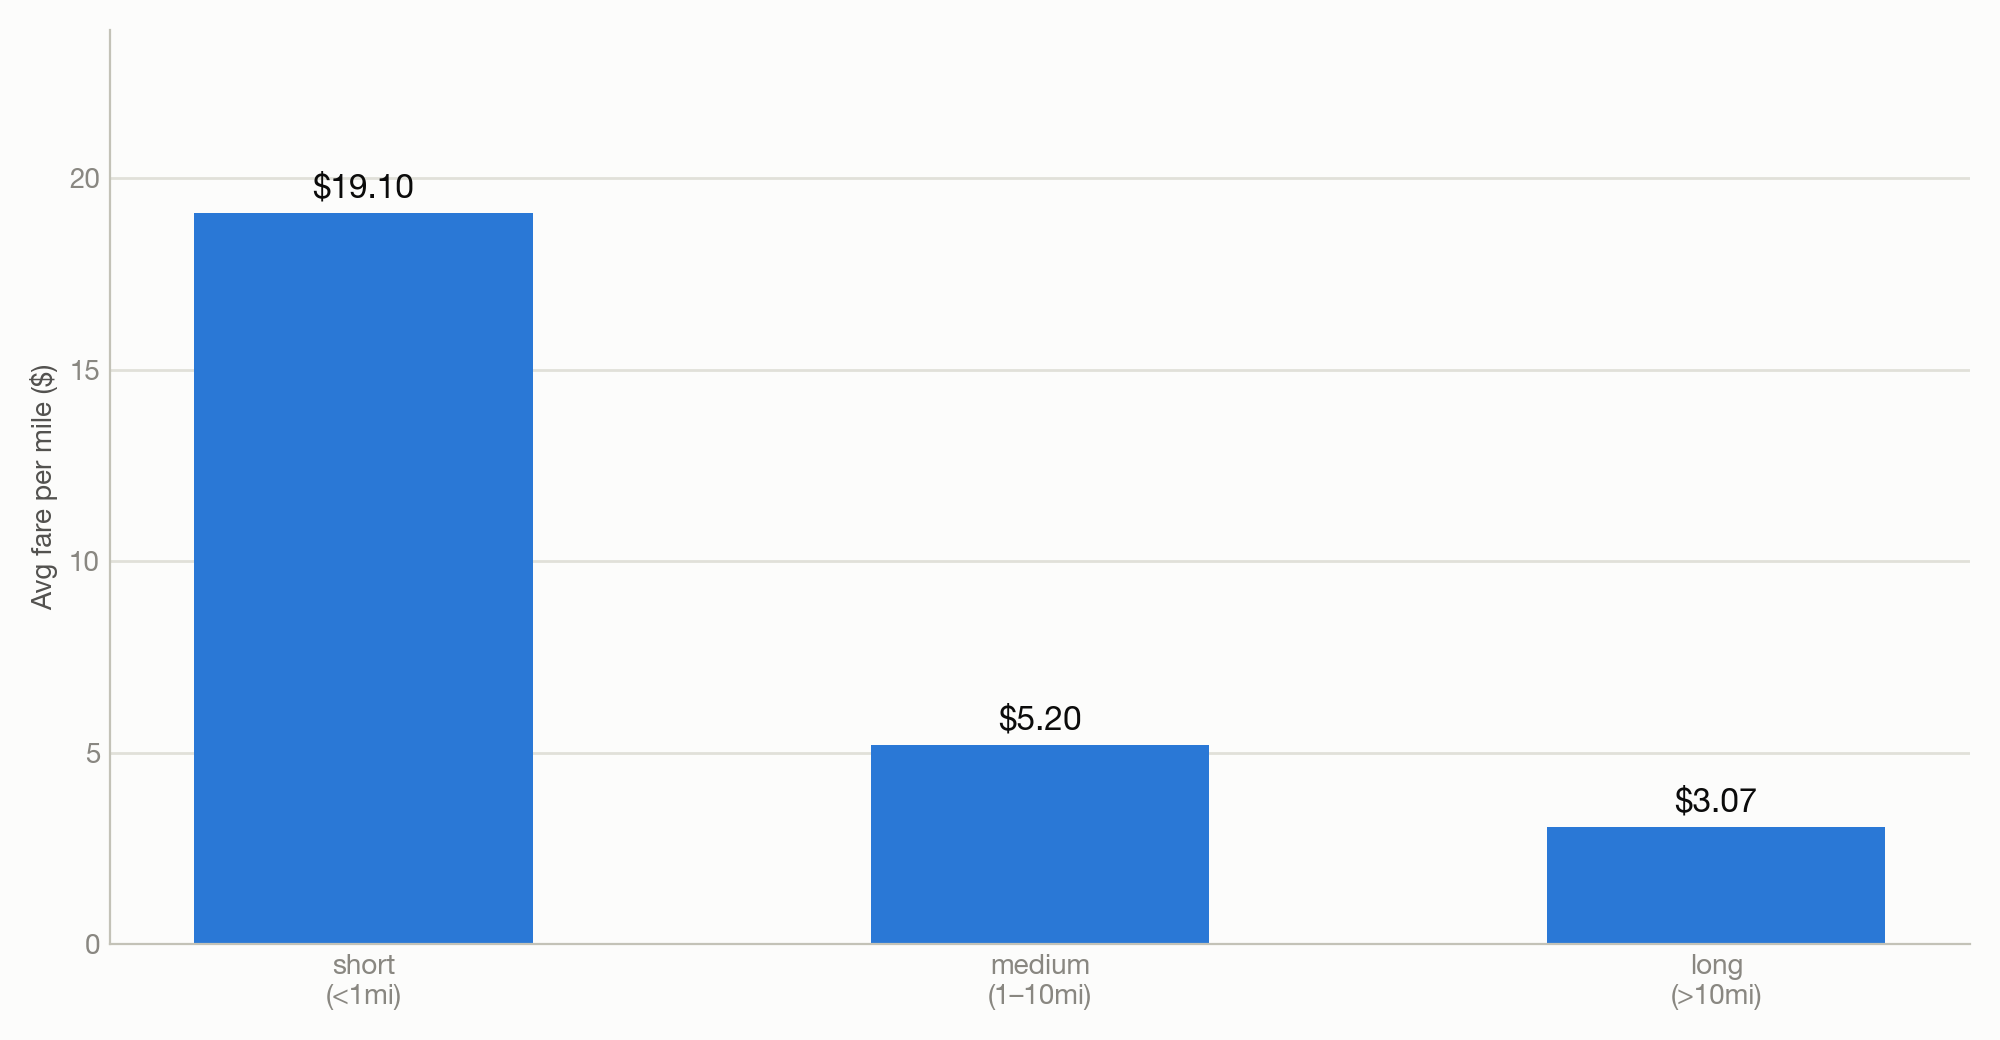 Avg fare per mile ($)
20
15
10
5
0
$19.10
$5.20
$3.07
short
(<1mi)
medium
(1–10mi)
long
(>10mi)